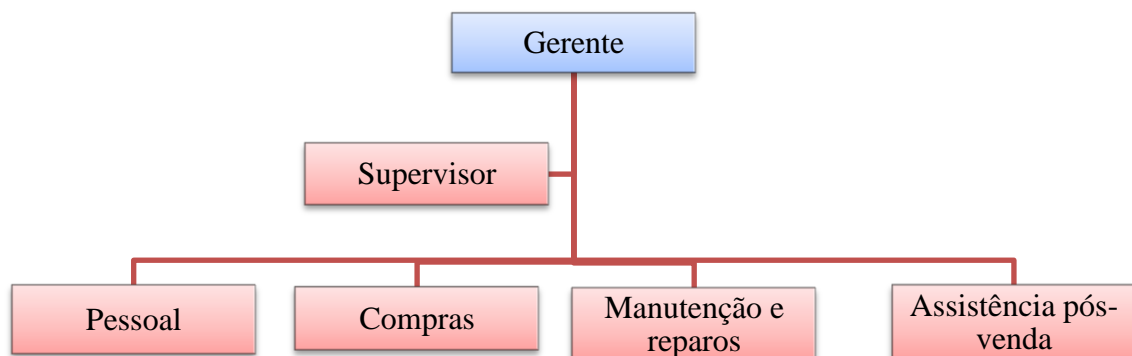 Gerente
Supervisor
Pessoal
Compras
Manutenção e
reparos
Assistência pós-
venda